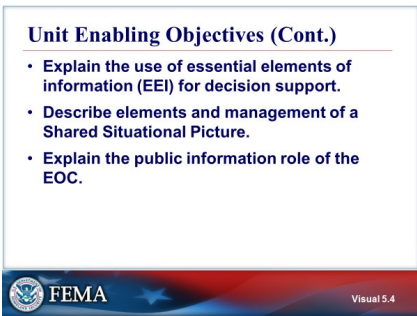 Unit Enabling Objectives (Cont.)
• Explain the use of essential elements of
information (EEI) for decision support.
• Describe elements and management of a
Shared Situational Picture.
• Explain the public information role of the
EOC.
FEMA
Visual 5.4